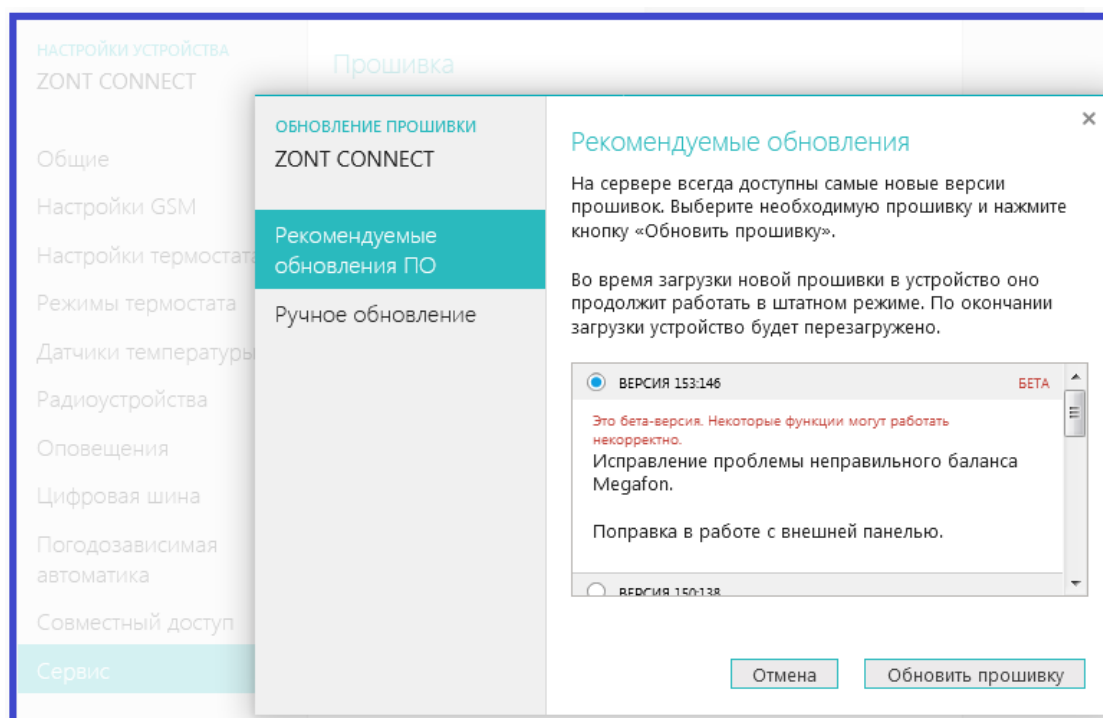 НАСТРОЙКИ УСТРОЙСТВА
ZONT CONNECT
Общие
Настройки GSM
Настройки термостата
Режимы термостата
Датчики температуры
Радиоустройства
Оповещения
Цифровая шина
Погодозависимая
автоматика
Совместный доступ
Сервис
Прошивка
ОБНОВЛЕНИЕ ПРОШИВКИ
ZONT CONNECT
Рекомендуемые
обновления ПО
Ручное обновление
Рекомендуемые обновления
На сервере всегда доступны самые новые версии
прошивок. Выберите необходимую прошивку и нажмите
кнопку «Обновить прошивку».
Во время загрузки новой прошивки в устройство оно
продолжит работать в штатном режиме. По окончании
загрузки устройство будет перезагружено.
ВЕРСИЯ 153:146 БЕТА
Это бета-версия. Некоторые функции могут работать
некорректно.
Исправление проблемы неправильного баланса
Megafon.
Поправка в работе с внешней панелью.
ВЕРСИЯ 150:138
Отмена Обновить прошивку